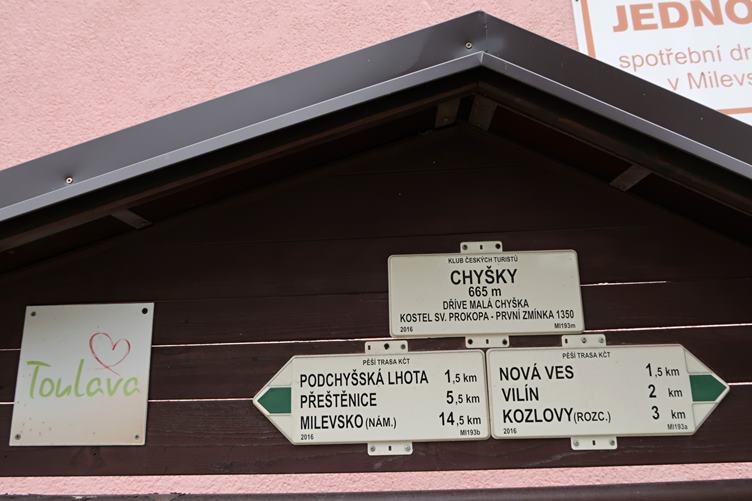 JEDNO
spotřební dr
v Milevs
KLUB ČESKÝCH TURISTŮ
CHYŠKY
665 m
DŘÍVE MALÁ CHYŠKA
KOSTEL SV. PROKOPA - PRVNÍ ZMÍNKA 1350
2016 MI193m
Toulava
PĚŠÍ TRASA KČT
PODCHYŠSKÁ LHOTA 1,5 km
PŘEŠTĚNICE 5,5 km
MILEVSKO (NÁM.) 14,5 km
2016 MI193b
PĚŠÍ TRASA KČT
NOVÁ VES 1,5 km
VILÍN 2 km
KOZLOVY (ROZC.) 3 km
2016 MI193a